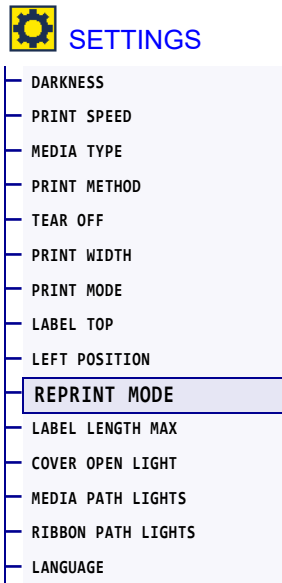 SETTINGS
DARKNESS
PRINT SPEED
MEDIA TYPE
PRINT METHOD
TEAR OFF
PRINT WIDTH
PRINT MODE
LABEL TOP
LEFT POSITION
REPRINT MODE
LABEL LENGTH MAX
COVER OPEN LIGHT
MEDIA PATH LIGHTS
RIBBON PATH LIGHTS
LANGUAGE